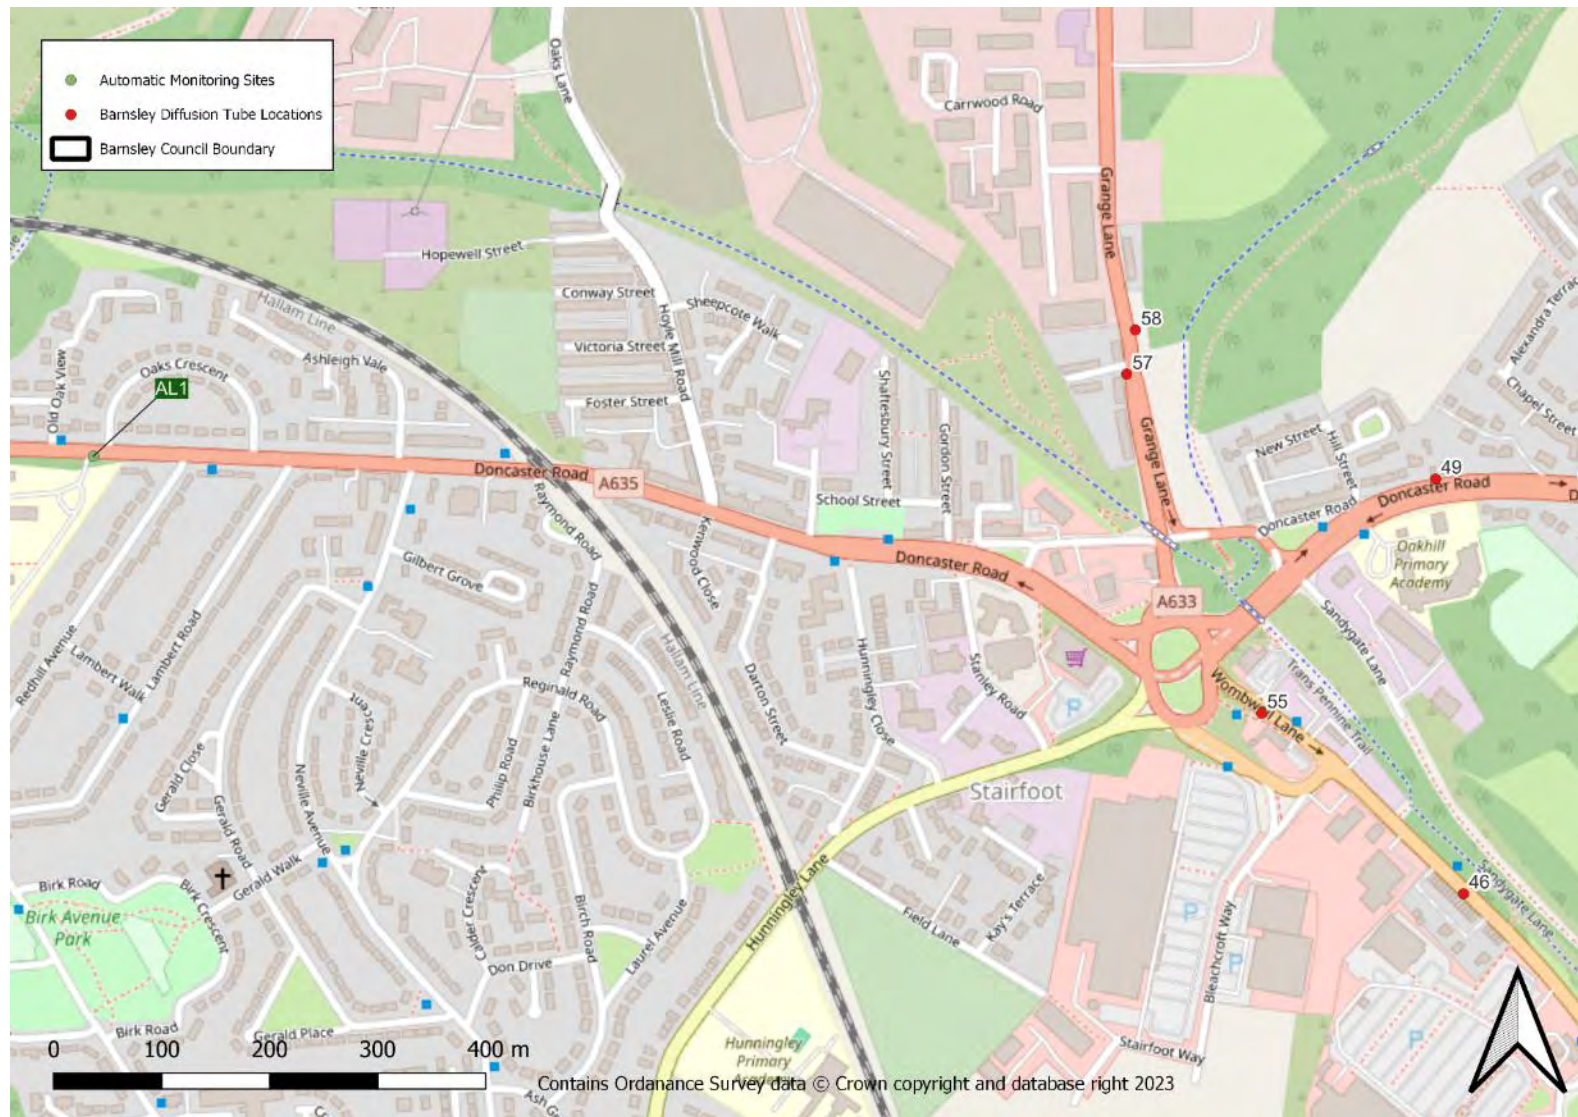 Automatic Monitoring Sites
Barnsley Diffusion Tube Locations
Barnsley Council Boundary
Oaks Lane
Carrwood Road
Grange Lane
Hopewell Street
Hallam Line
Conway Street
Sheepcote Walk
Hoyle Mill Road
Victoria Street
Foster Street
Ashleigh Vale
Oaks Crescent
AL1
Old Oak View
58
57
Alexandra Terrace
Chapel Street
Shaftesbury Street
Gordon Street
Grange Lane
New Street
Hill Street
49
Doncaster Road
Doncaster Road
Doncaster Road
A635
School Street
Raymond Road
Kenwood Close
Gilbert Grove
Doncaster Road
Oakhill
Primary
Academy
A633
Sandygate Lane
Redhill Avenue
Lambert Walk
Lambert Road
Raymond Road
Hallam Line
Darton Street
Hunningley Close
Stanley Road
Trans Pennine Trail
Wombwell Lane
55
P
Reginald Road
Leslie Road
Neville Crescent
Philip Road
Birkhouse Lane
Gerald Close
Neville Avenue
Gerald Road
Stairfoot
Gerald Walk
Birk Road
Birk Crescent
Birk Avenue
Park
Calder Crescent
Birch Road
Laurel Avenue
Hunningley Lane
Field Lane
Kay's Terrace
Bleachcroft Way
P
P
46
Sandygate Lane
Don Drive
Birk Road
Gerald Place
Stairfoot Way
P
Hunningley
Primary
Academy
Ash Gr
0 100 200 300 400 m
Contains Ordanance Survey data © Crown copyright and database right 2023